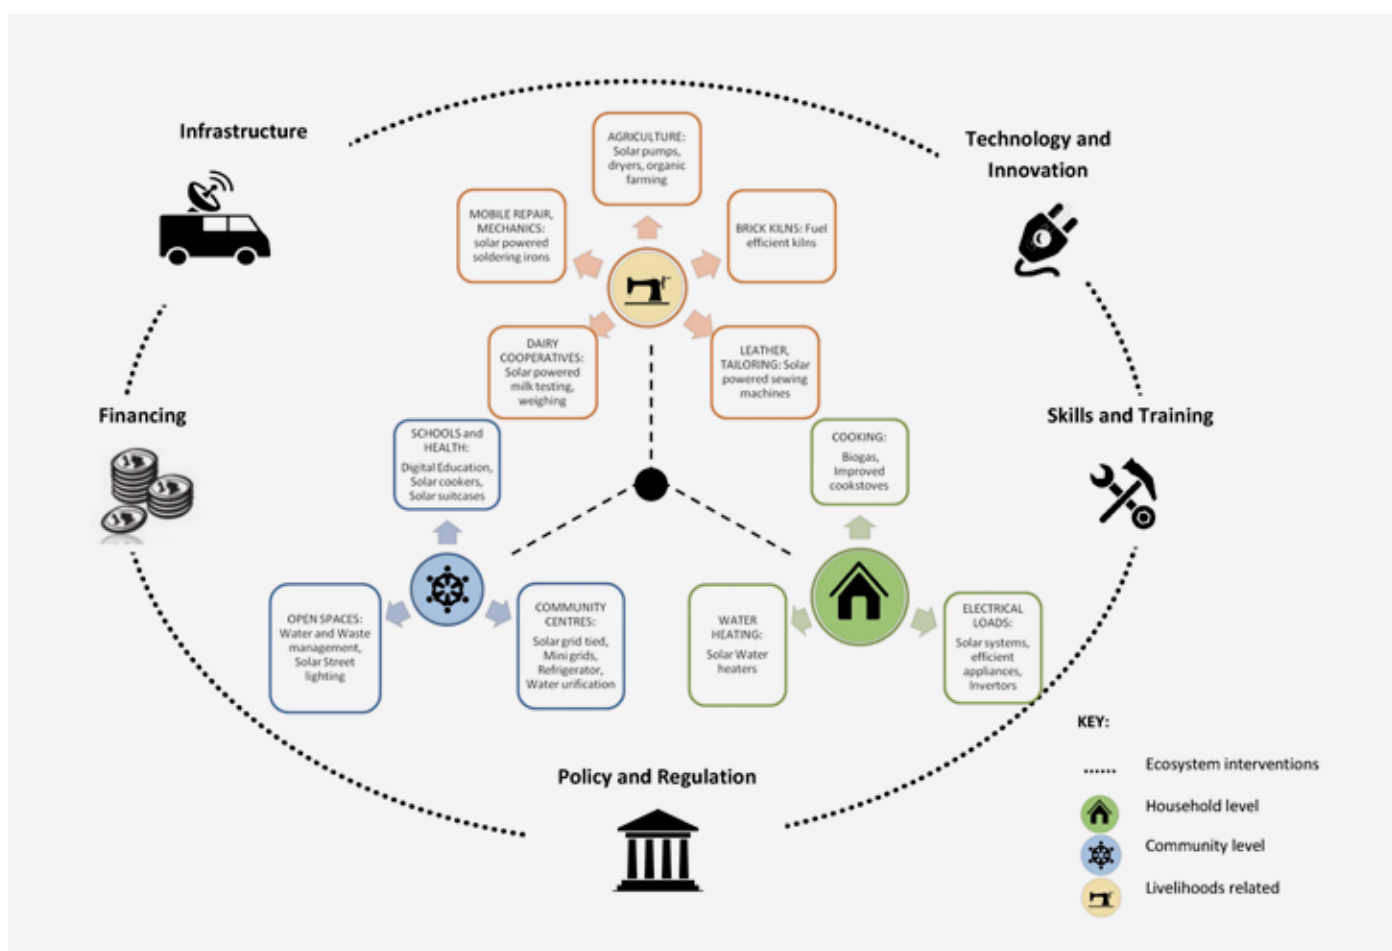 Infrastructure
Technology and
Innovation
AGRICULTURE:
Solar pumps,
dryers, organic
farming
MOBILE REPAIR,
MECHANICS:
solar powered
soldering irons
BRICK KILNS: Fuel
efficient kilns
DAIRY
COOPERATIVES:
Solar powered
milk testing,
weighing
LEATHER,
TAILORING: Solar
powered sewing
machines
Financing
Skills and Training
SCHOOLS and
HEALTH:
Digital Education,
Solar cookers,
Solar suitcases
COOKING:
Biogas,
Improved
cookstoves
OPEN SPACES:
Water and Waste
management,
Solar Street
lighting
COMMUNITY
CENTRES:
Solar grid tied,
Mini grids,
Refrigerator,
Water urification
WATER
HEATING:
Solar Water
heaters
ELECTRICAL
LOADS:
Solar systems,
efficient
appliances,
Invertors
Policy and Regulation
KEY:
Ecosystem interventions
Household level
Community level
Livelihoods related